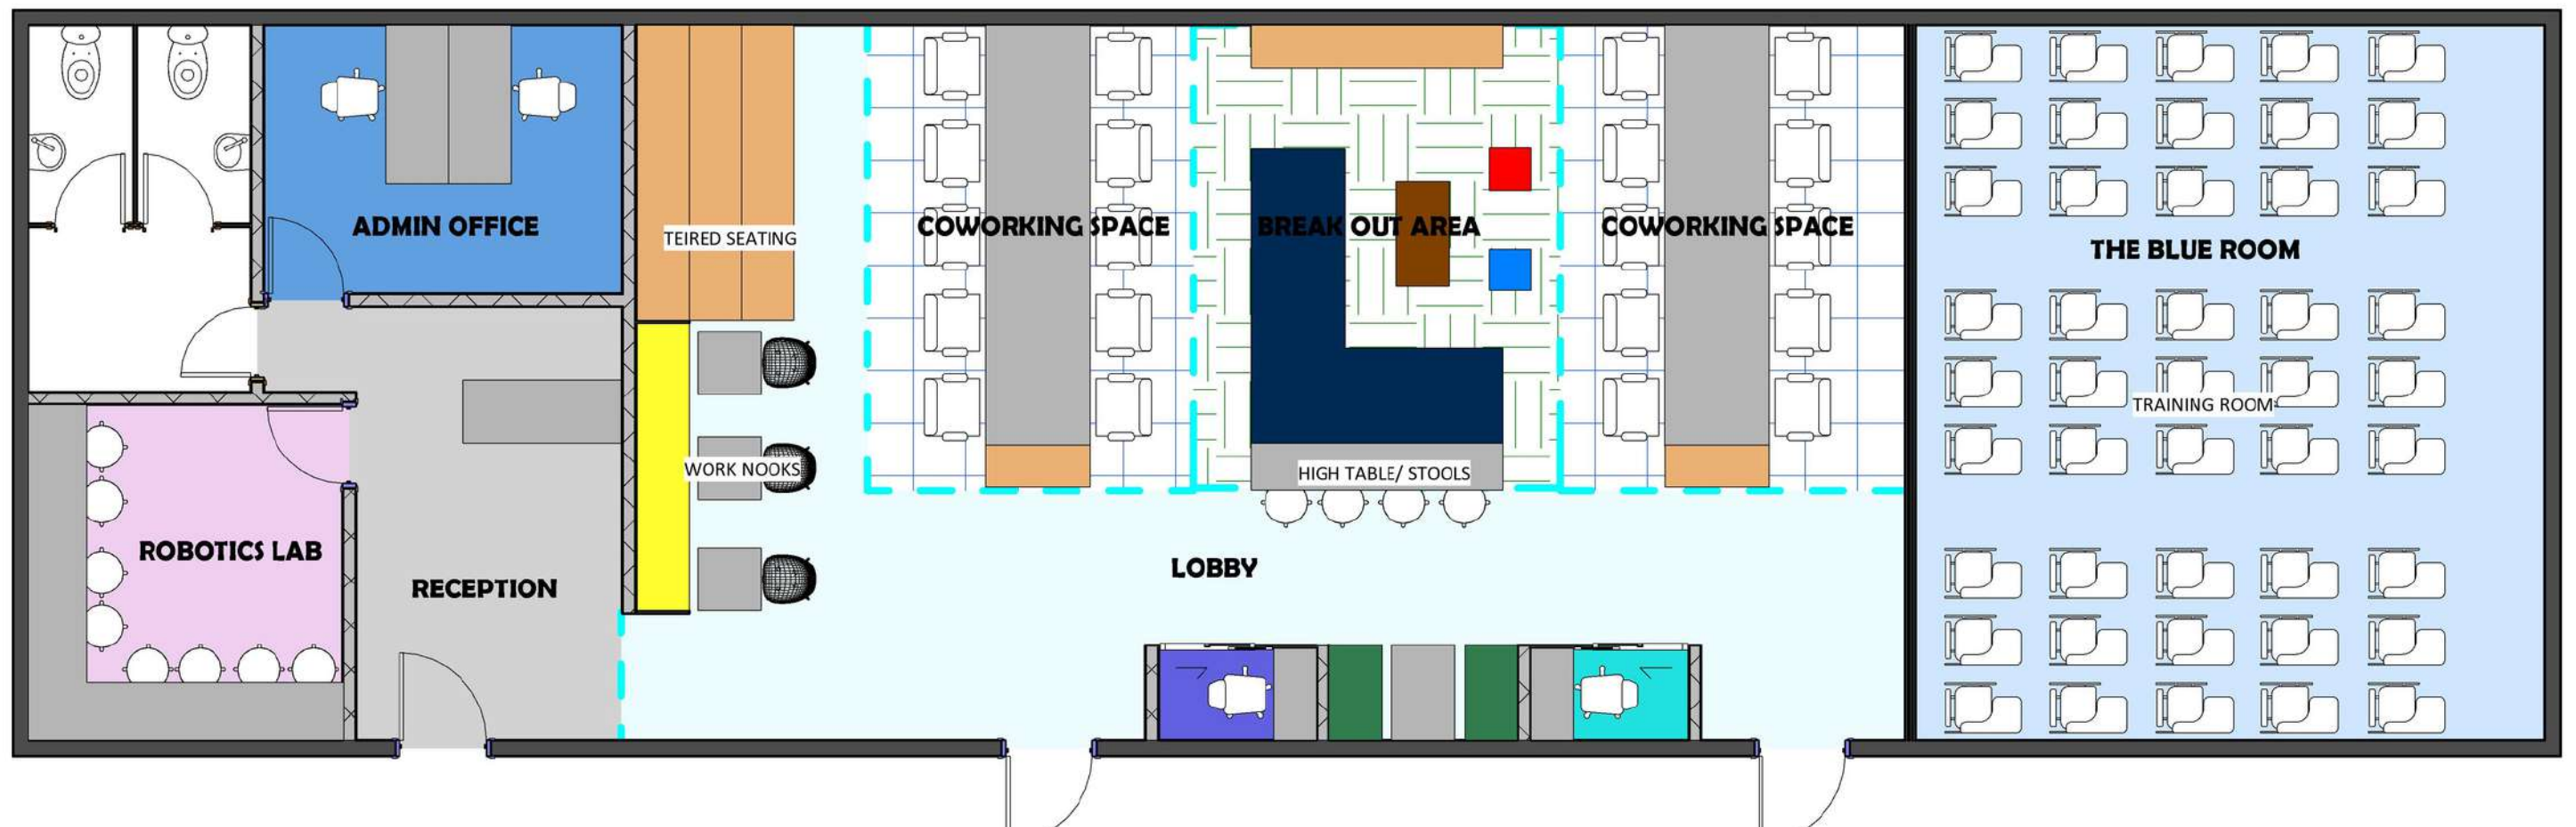 ADMIN OFFICE
TEIRED SEATING
COWORKING SPACE
BREAK OUT AREA
COWORKING SPACE
THE BLUE ROOM
TRAINING ROOM
WORK NOOKS
HIGH TABLE/ STOOLS
ROBOTICS LAB
RECEPTION
LOBBY